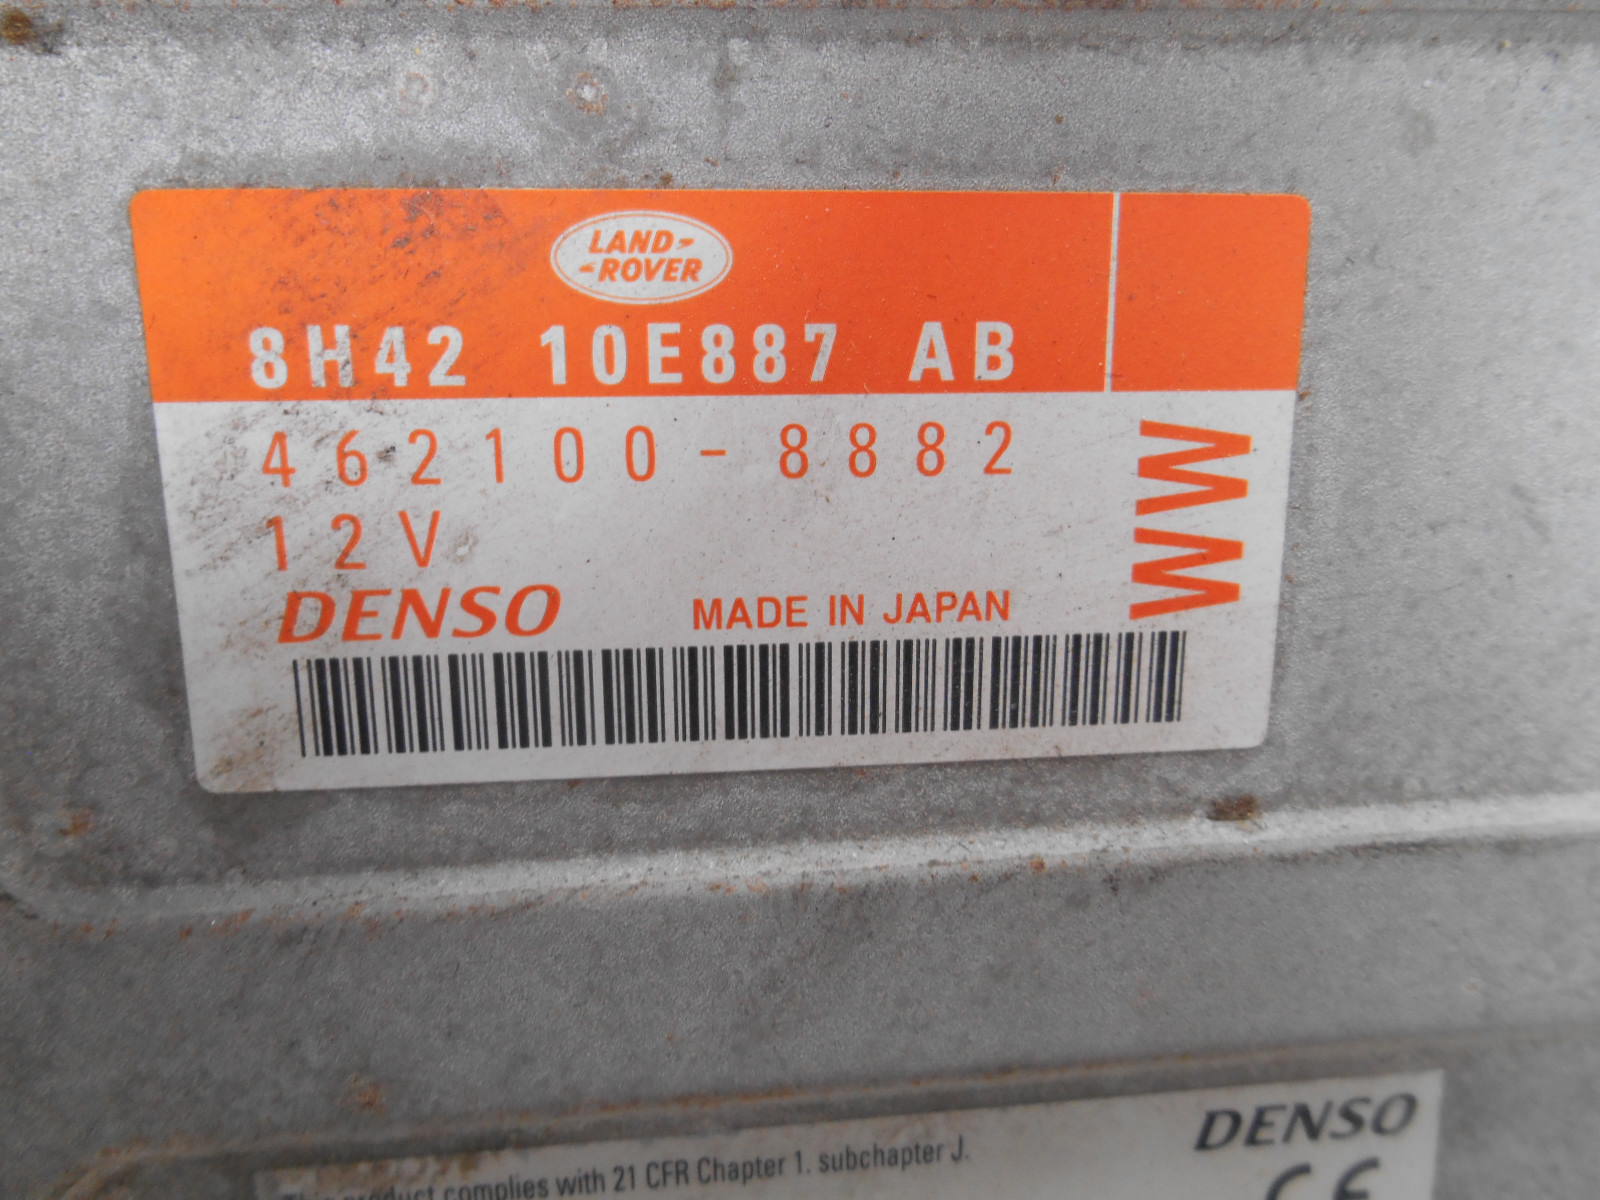 LAND-
-ROVER
8H42 10E887 AB
462100-8882
12V
DENSO MADE IN JAPAN
WW
DENSO
This product complies with 21 CFR Chapter 1. subchapter J.
CE